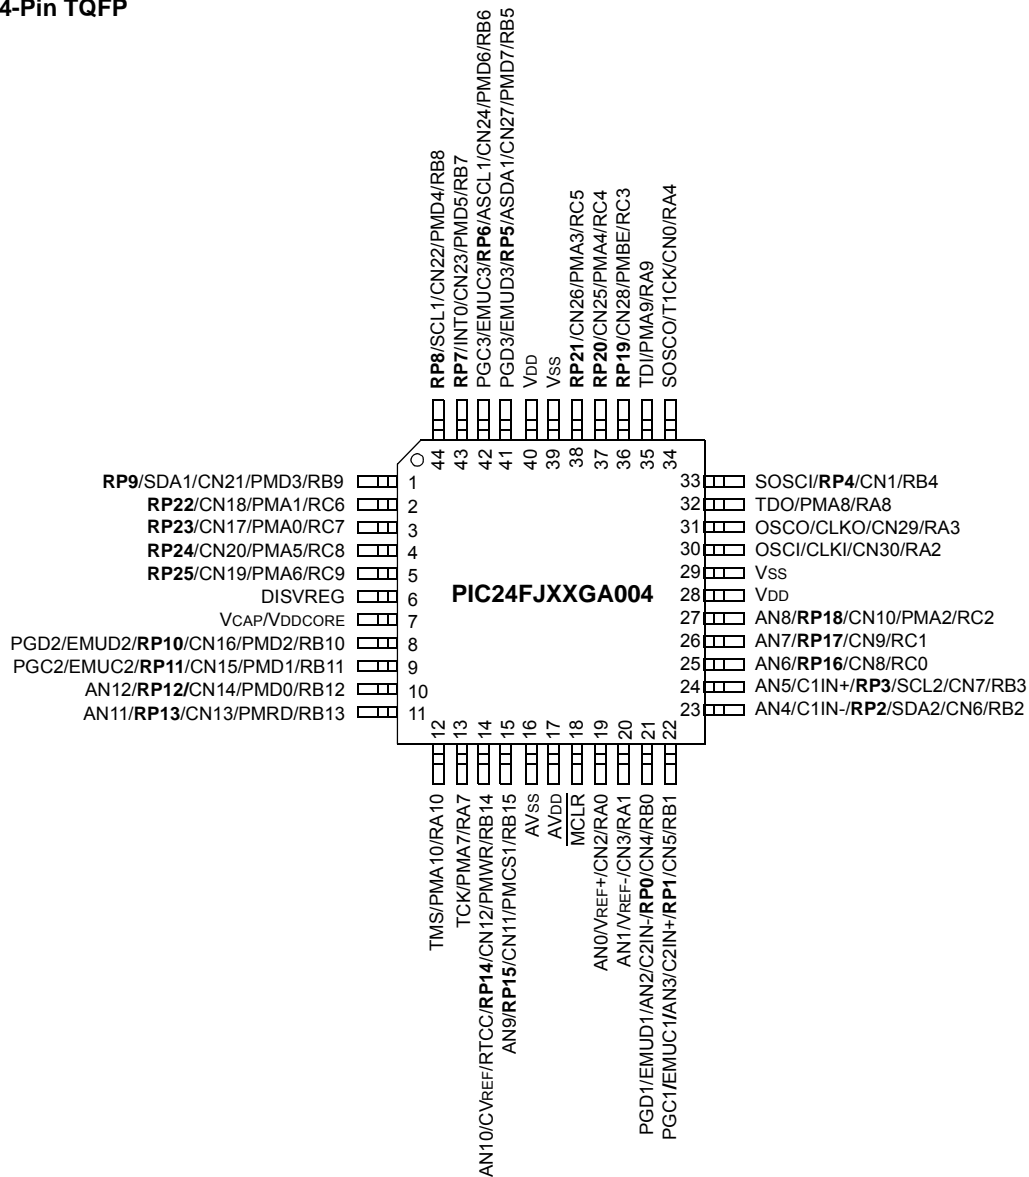 4-Pin TQFP
RP8/SCL1/CN22/PMD4/RB8
RP7/INT0/CN23/PMD5/RB7
PGC3/EMUC3/RP6/ASCL1/CN24/PMD6/RB6
PGD3/EMUD3/RP5/ASDA1/CN27/PMD7/RB5
VDD
VSS
RP21/CN26/PMA3/RC5
RP20/CN25/PMA4/RC4
RP19/CN28/PMBE/RC3
TDI/PMA9/RA9
SOSCO/T1CK/CN0/RA4
44
43
42
41
40
39
38
37
36
35
34
RP9/SDA1/CN21/PMD3/RB9 1
RP22/CN18/PMA1/RC6 2
RP23/CN17/PMA0/RC7 3
RP24/CN20/PMA5/RC8 4
RP25/CN19/PMA6/RC9 5
DISVREG 6
VCAP/VDDCORE 7
PGD2/EMUD2/RP10/CN16/PMD2/RB10 8
PGC2/EMUC2/RP11/CN15/PMD1/RB11 9
AN12/RP12/CN14/PMD0/RB12 10
AN11/RP13/CN13/PMRD/RB13 11
PIC24FJXXGA004
33 SOSCI/RP4/CN1/RB4
32 TDO/PMA8/RA8
31 OSCO/CLKO/CN29/RA3
30 OSCI/CLKI/CN30/RA2
29 VSS
28 VDD
27 AN8/RP18/CN10/PMA2/RC2
26 AN7/RP17/CN9/RC1
25 AN6/RP16/CN8/RC0
24 AN5/C1IN+/RP3/SCL2/CN7/RB3
23 AN4/C1IN-/RP2/SDA2/CN6/RB2
12
13
14
15
16
17
18
19
20
21
22
TMS/PMA10/RA10
TCK/PMA7/RA7
AN10/CVREF/RTCC/RP14/CN12/PMWR/RB14
AN9/RP15/CN11/PMCS1/RB15
AVSS
AVDD
MCLR
AN0/VREF+/CN2/RA0
AN1/VREF-/CN3/RA1
PGD1/EMUD1/AN2/C2IN-/RP0/CN4/RB0
PGC1/EMUC1/AN3/C2IN+/RP1/CN5/RB1